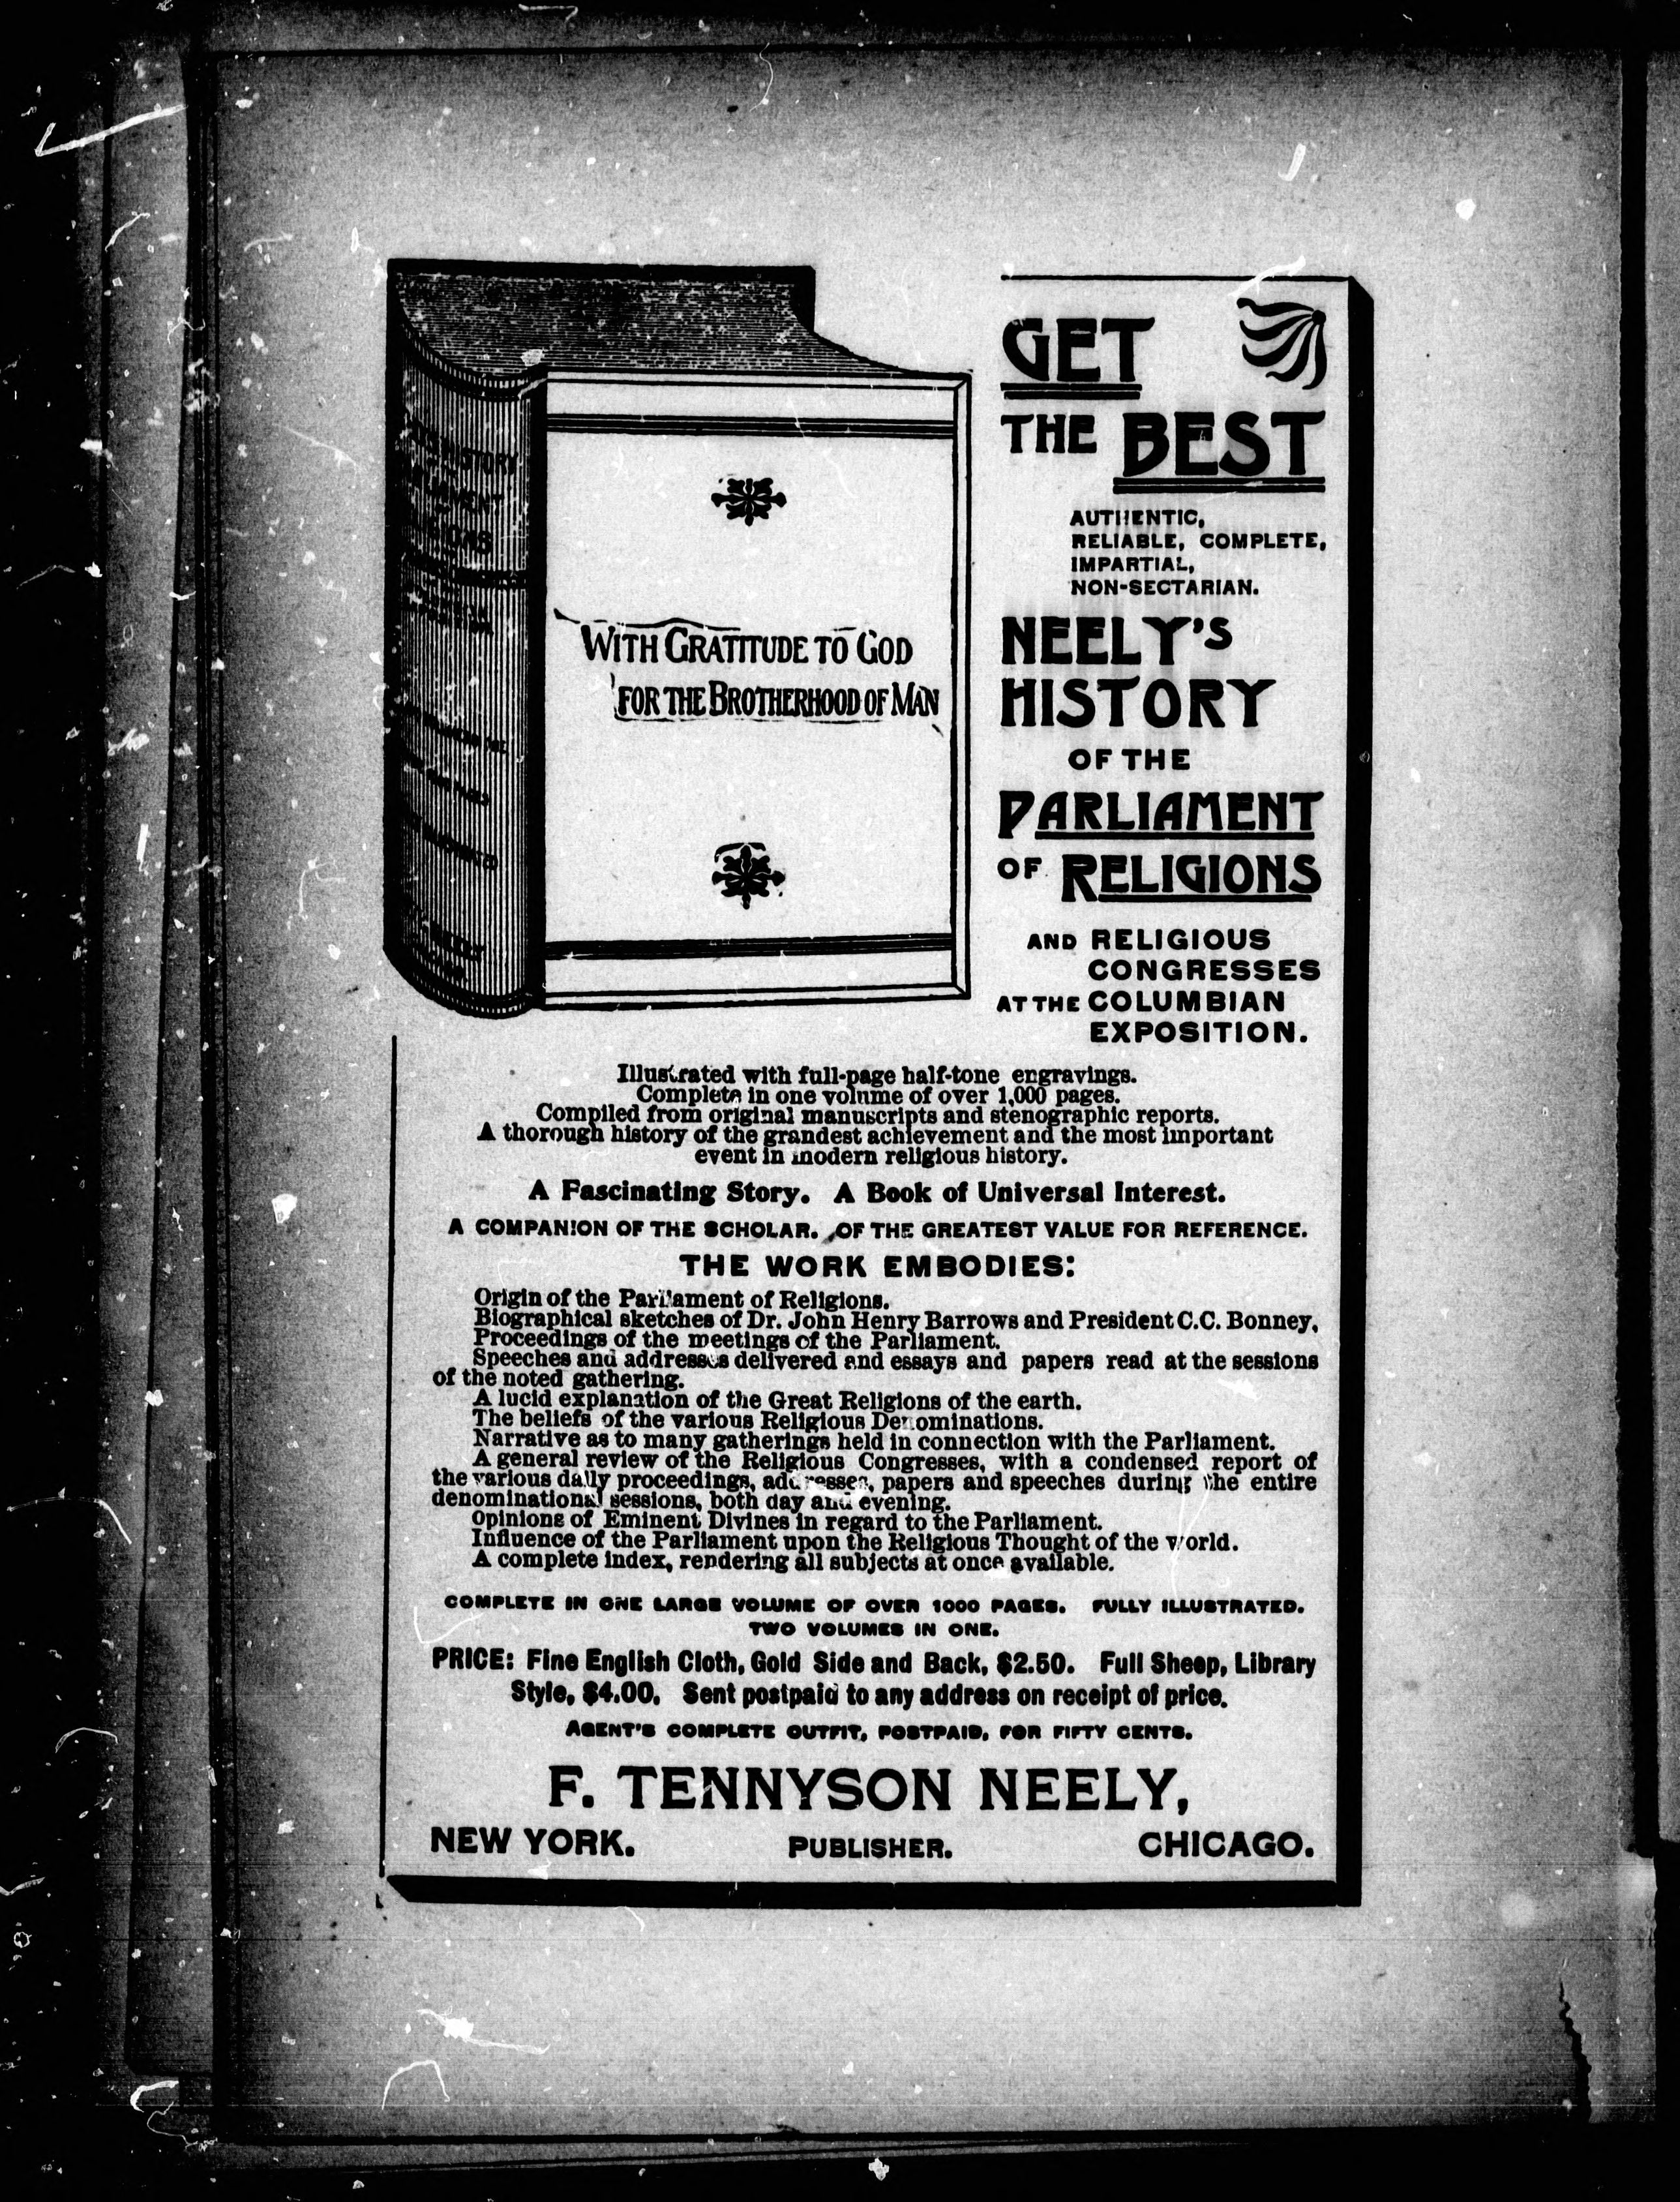 GET
THE BEST
AUTHENTIC,
RELIABLE, COMPLETE,
IMPARTIAL,
NON-SECTARIAN.
NEELY'S
HISTORY
OF THE
PARLIAMENT
OF RELIGIONS
AND RELIGIOUS
CONGRESSES
AT THE COLUMBIAN
EXPOSITION.
WITH GRATITUDE TO GOD
FOR THE BROTHERHOOD OF MAN
Illustrated with full-page half-tone engravings.
Complete in one volume of over 1,000 pages.
Compiled from original manuscripts and stenographic reports.
A thorough history of the grandest achievement and the most important
event in modern religious history.
A Fascinating Story. A Book of Universal Interest.
A COMPANION OF THE SCHOLAR. OF THE GREATEST VALUE FOR REFERENCE.
THE WORK EMBODIES:
Origin of the Parliament of Religions.
Biographical sketches of Dr. John Henry Barrows and President C.C. Bonney,
Proceedings of the meetings of the Parliament.
Speeches and addresses delivered and essays and papers read at the sessions
of the noted gathering.
A lucid explanation of the Great Religions of the earth.
The beliefs of the various Religious Denominations.
Narrative as to many gatherings held in connection with the Parliament.
A general review of the Religious Congresses, with a condensed report of
the various daily proceedings, addresses, papers and speeches during the entire
denominational sessions, both day and evening.
Opinions of Eminent Divines in regard to the Parliament.
Influence of the Parliament upon the Religious Thought of the world.
A complete index, rendering all subjects at once available.
COMPLETE IN ONE LARGE VOLUME OF OVER 1000 PAGES. FULLY ILLUSTRATED.
TWO VOLUMES IN ONE.
PRICE: Fine English Cloth, Gold Side and Back, $2.50. Full Sheep, Library
Style, $4.00. Sent postpaid to any address on receipt of price.
AGENT'S COMPLETE OUTFIT, POSTPAID, FOR FIFTY CENTS.
F. TENNYSON NEELY,
NEW YORK. PUBLISHER. CHICAGO.